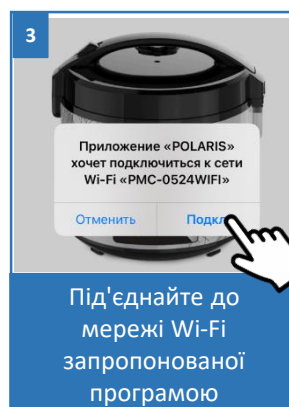 3
Приложение «POLARIS»
хочет подключиться к сети
Wi-Fi «PMC-0524WIFI»
Отменить Подкл
Під'єднайте до
мережі Wi-Fi
запропонованої
програмою